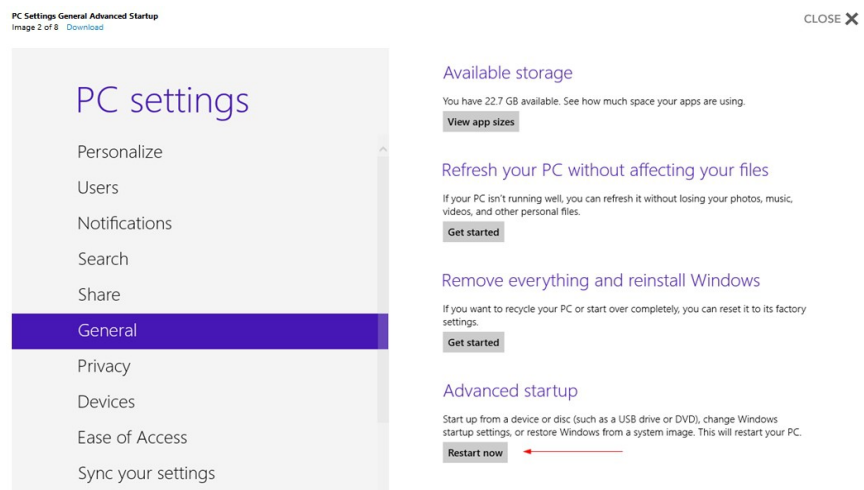 PC Settings General Advanced Startup
Image 2 of 8 Download
CLOSE
PC settings
Personalize
Users
Notifications
Search
Share
General
Privacy
Devices
Ease of Access
Sync your settings
Available storage
You have 22.7 GB available. See how much space your apps are using.
View app sizes
Refresh your PC without affecting your files
If your PC isn't running well, you can refresh it without losing your photos, music,
videos, and other personal files.
Get started
Remove everything and reinstall Windows
If you want to recycle your PC or start over completely, you can reset it to its factory
settings.
Get started
Advanced startup
Start up from a device or disc (such as a USB drive or DVD), change Windows
startup settings, or restore Windows from a system image. This will restart your PC.
Restart now